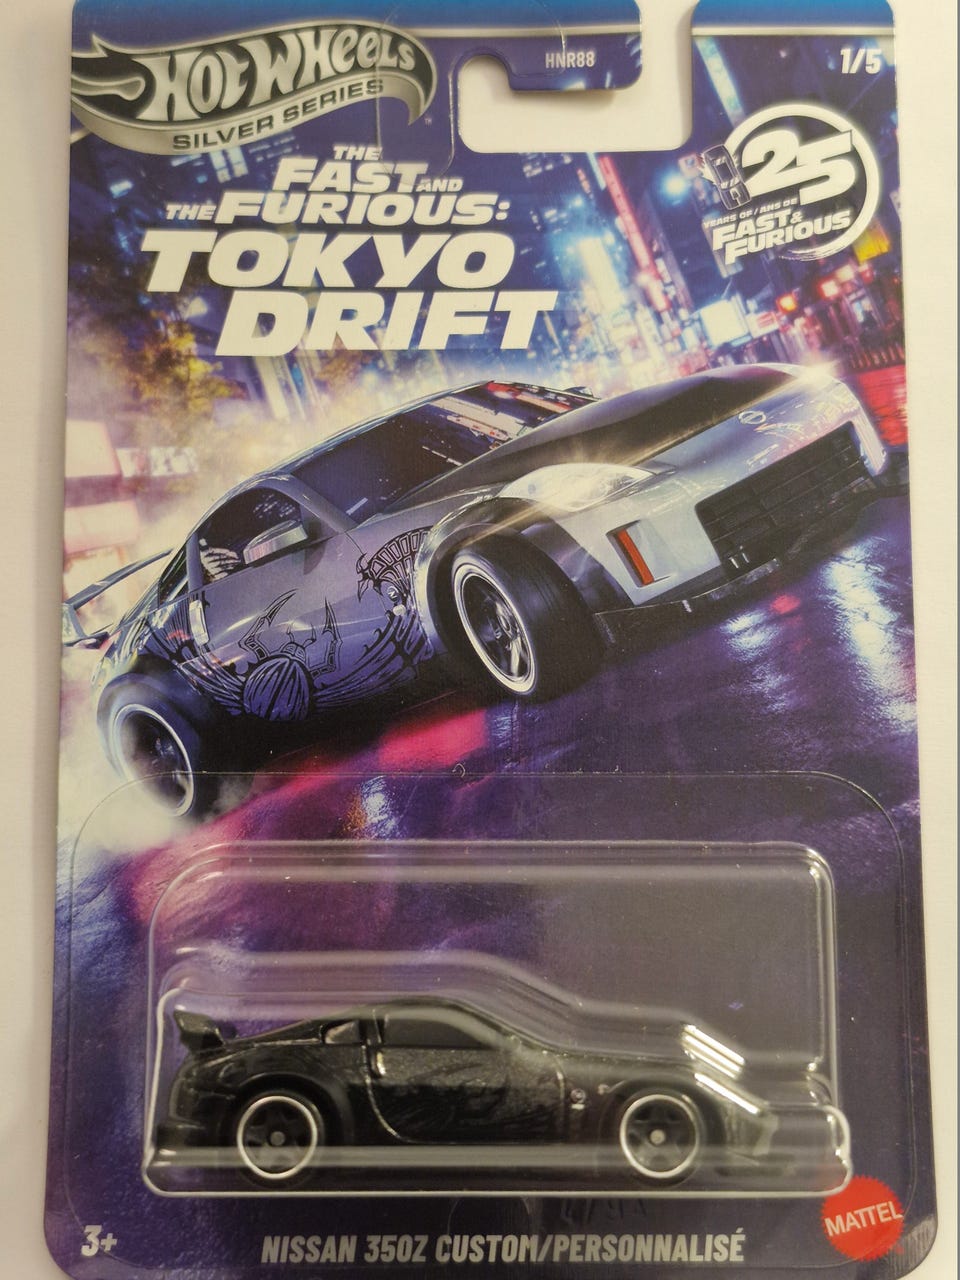 HOT WHEELS
SILVER SERIES
HNR88
1/5
THE
FAST AND
THE FURIOUS:
TOKYO
DRIFT
25
YEARS OF / ANS DE
FAST &
FURIOUS
3+
NISSAN 350Z CUSTOM/PERSONNALISÉ
MATTEL